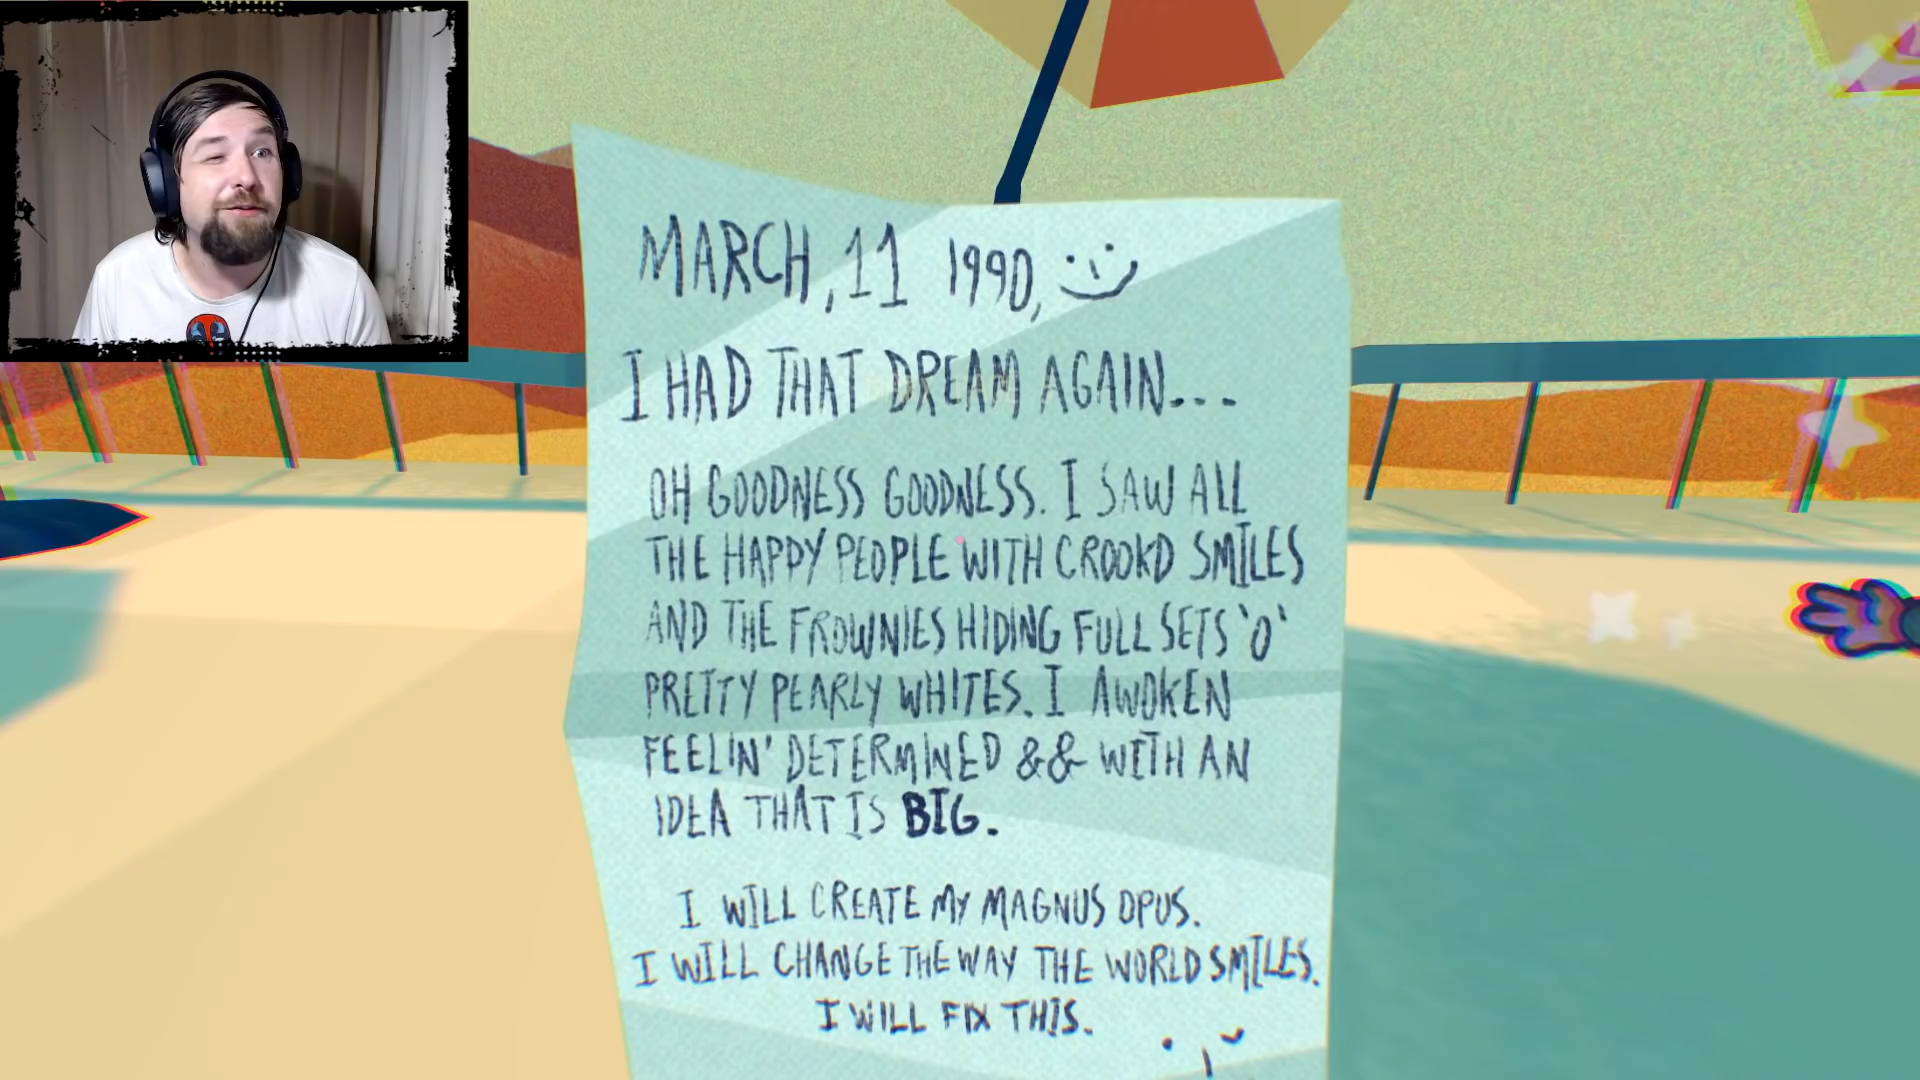 MARCH, 11 1990,
I HAD THAT DREAM AGAIN...
OH GOODNESS GOODNESS. I SAW ALL
THE HAPPY PEOPLE WITH CROOKD SMILES
AND THE FROWNIES HIDING FULL SETS 'O'
PRETTY PEARLY WHITES. I AWOKEN
FEELIN' DETERMINED && WITH AN
IDEA THAT IS BIG.
I WILL CREATE MY MAGNUS OPUS.
I WILL CHANGE THE WAY THE WORLD SMILES.
I WILL FIX THIS.